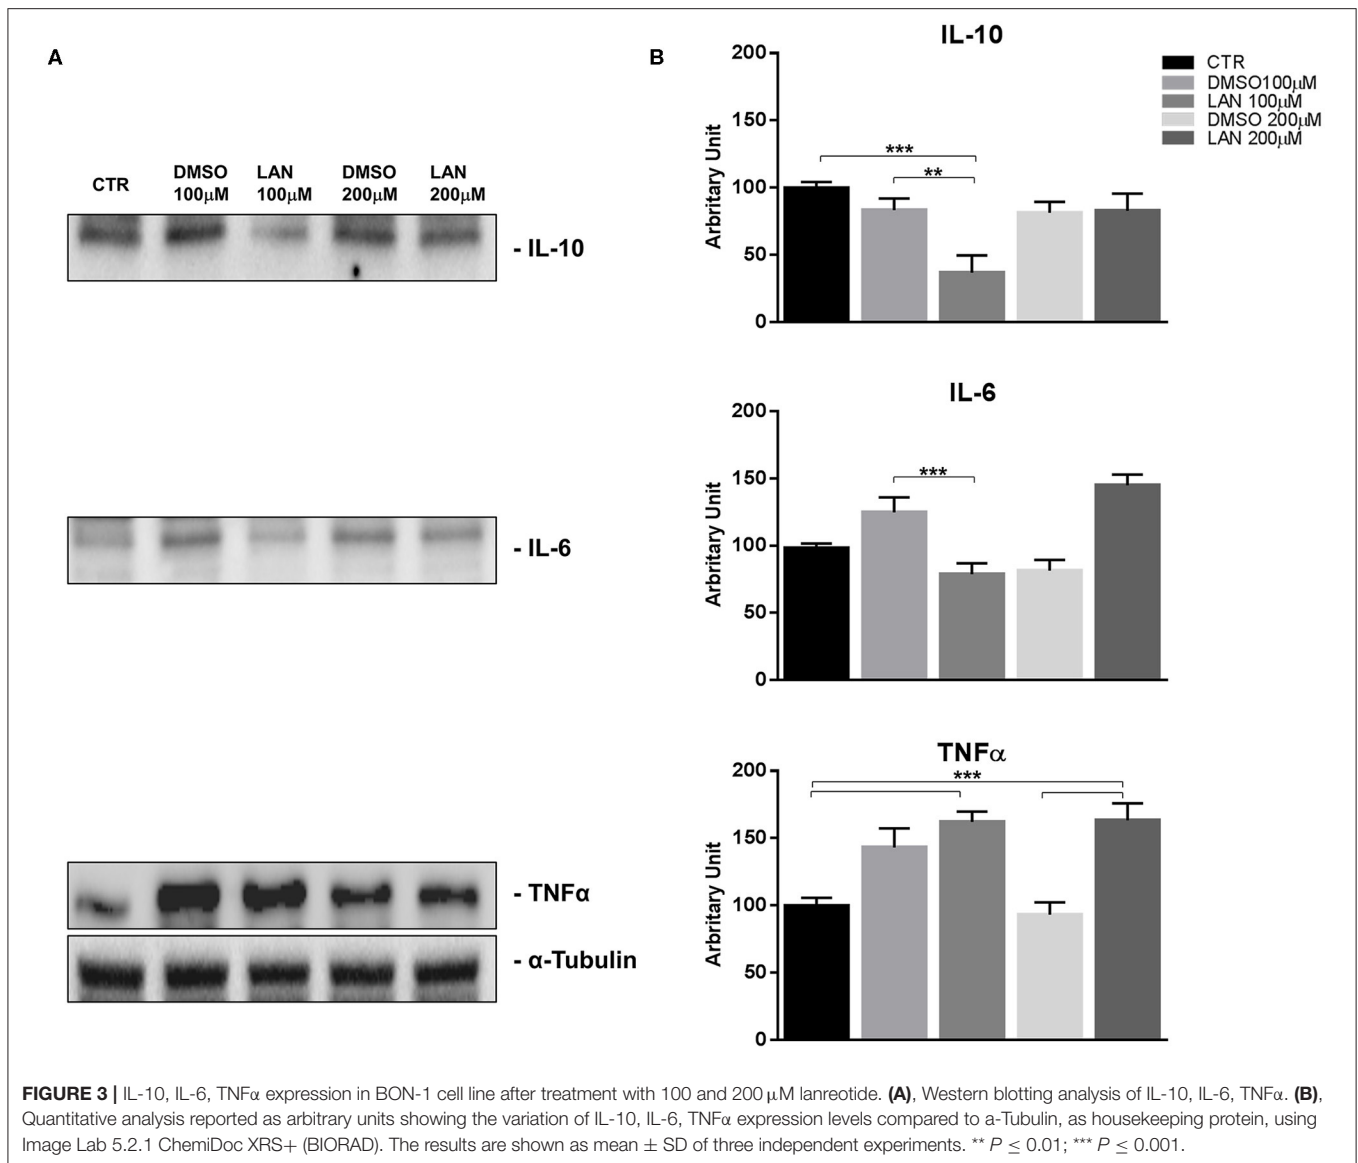 A
CTR
DMSO 100µM
LAN 100µM
DMSO 200µM
LAN 200µM
- IL-10
- IL-6
- TNFα
- α-Tubulin
B
IL-10
Arbritary Unit
200
150
100
50
0
***
**
CTR
DMSO100µM
LAN 100µM
DMSO 200µM
LAN 200µM
IL-6
Arbritary Unit
200
150
100
50
0
***
TNFα
Arbritary Unit
200
150
100
50
0
***
FIGURE 3 | IL-10, IL-6, TNFα expression in BON-1 cell line after treatment with 100 and 200 µM lanreotide. (A), Western blotting analysis of IL-10, IL-6, TNFα. (B),
Quantitative analysis reported as arbitrary units showing the variation of IL-10, IL-6, TNFα expression levels compared to a-Tubulin, as housekeeping protein, using
Image Lab 5.2.1 ChemiDoc XRS+ (BIORAD). The results are shown as mean ± SD of three independent experiments. ** P ≤ 0.01; *** P ≤ 0.001.